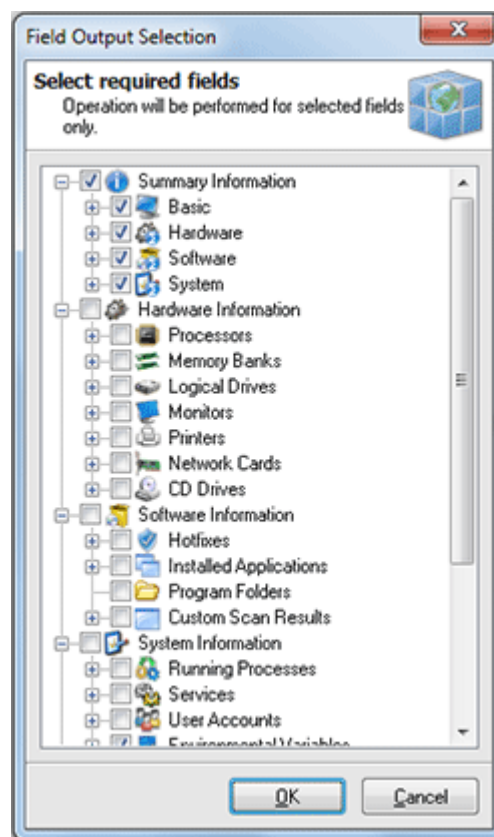 Field Output Selection
Select required fields
Operation will be performed for selected fields
only.
Summary Information
Basic
Hardware
Software
System
Hardware Information
Processors
Memory Banks
Logical Drives
Monitors
Printers
Network Cards
CD Drives
Software Information
Hotfixes
Installed Applications
Program Folders
Custom Scan Results
System Information
Running Processes
Services
User Accounts
Environmental Variables
OK
Cancel